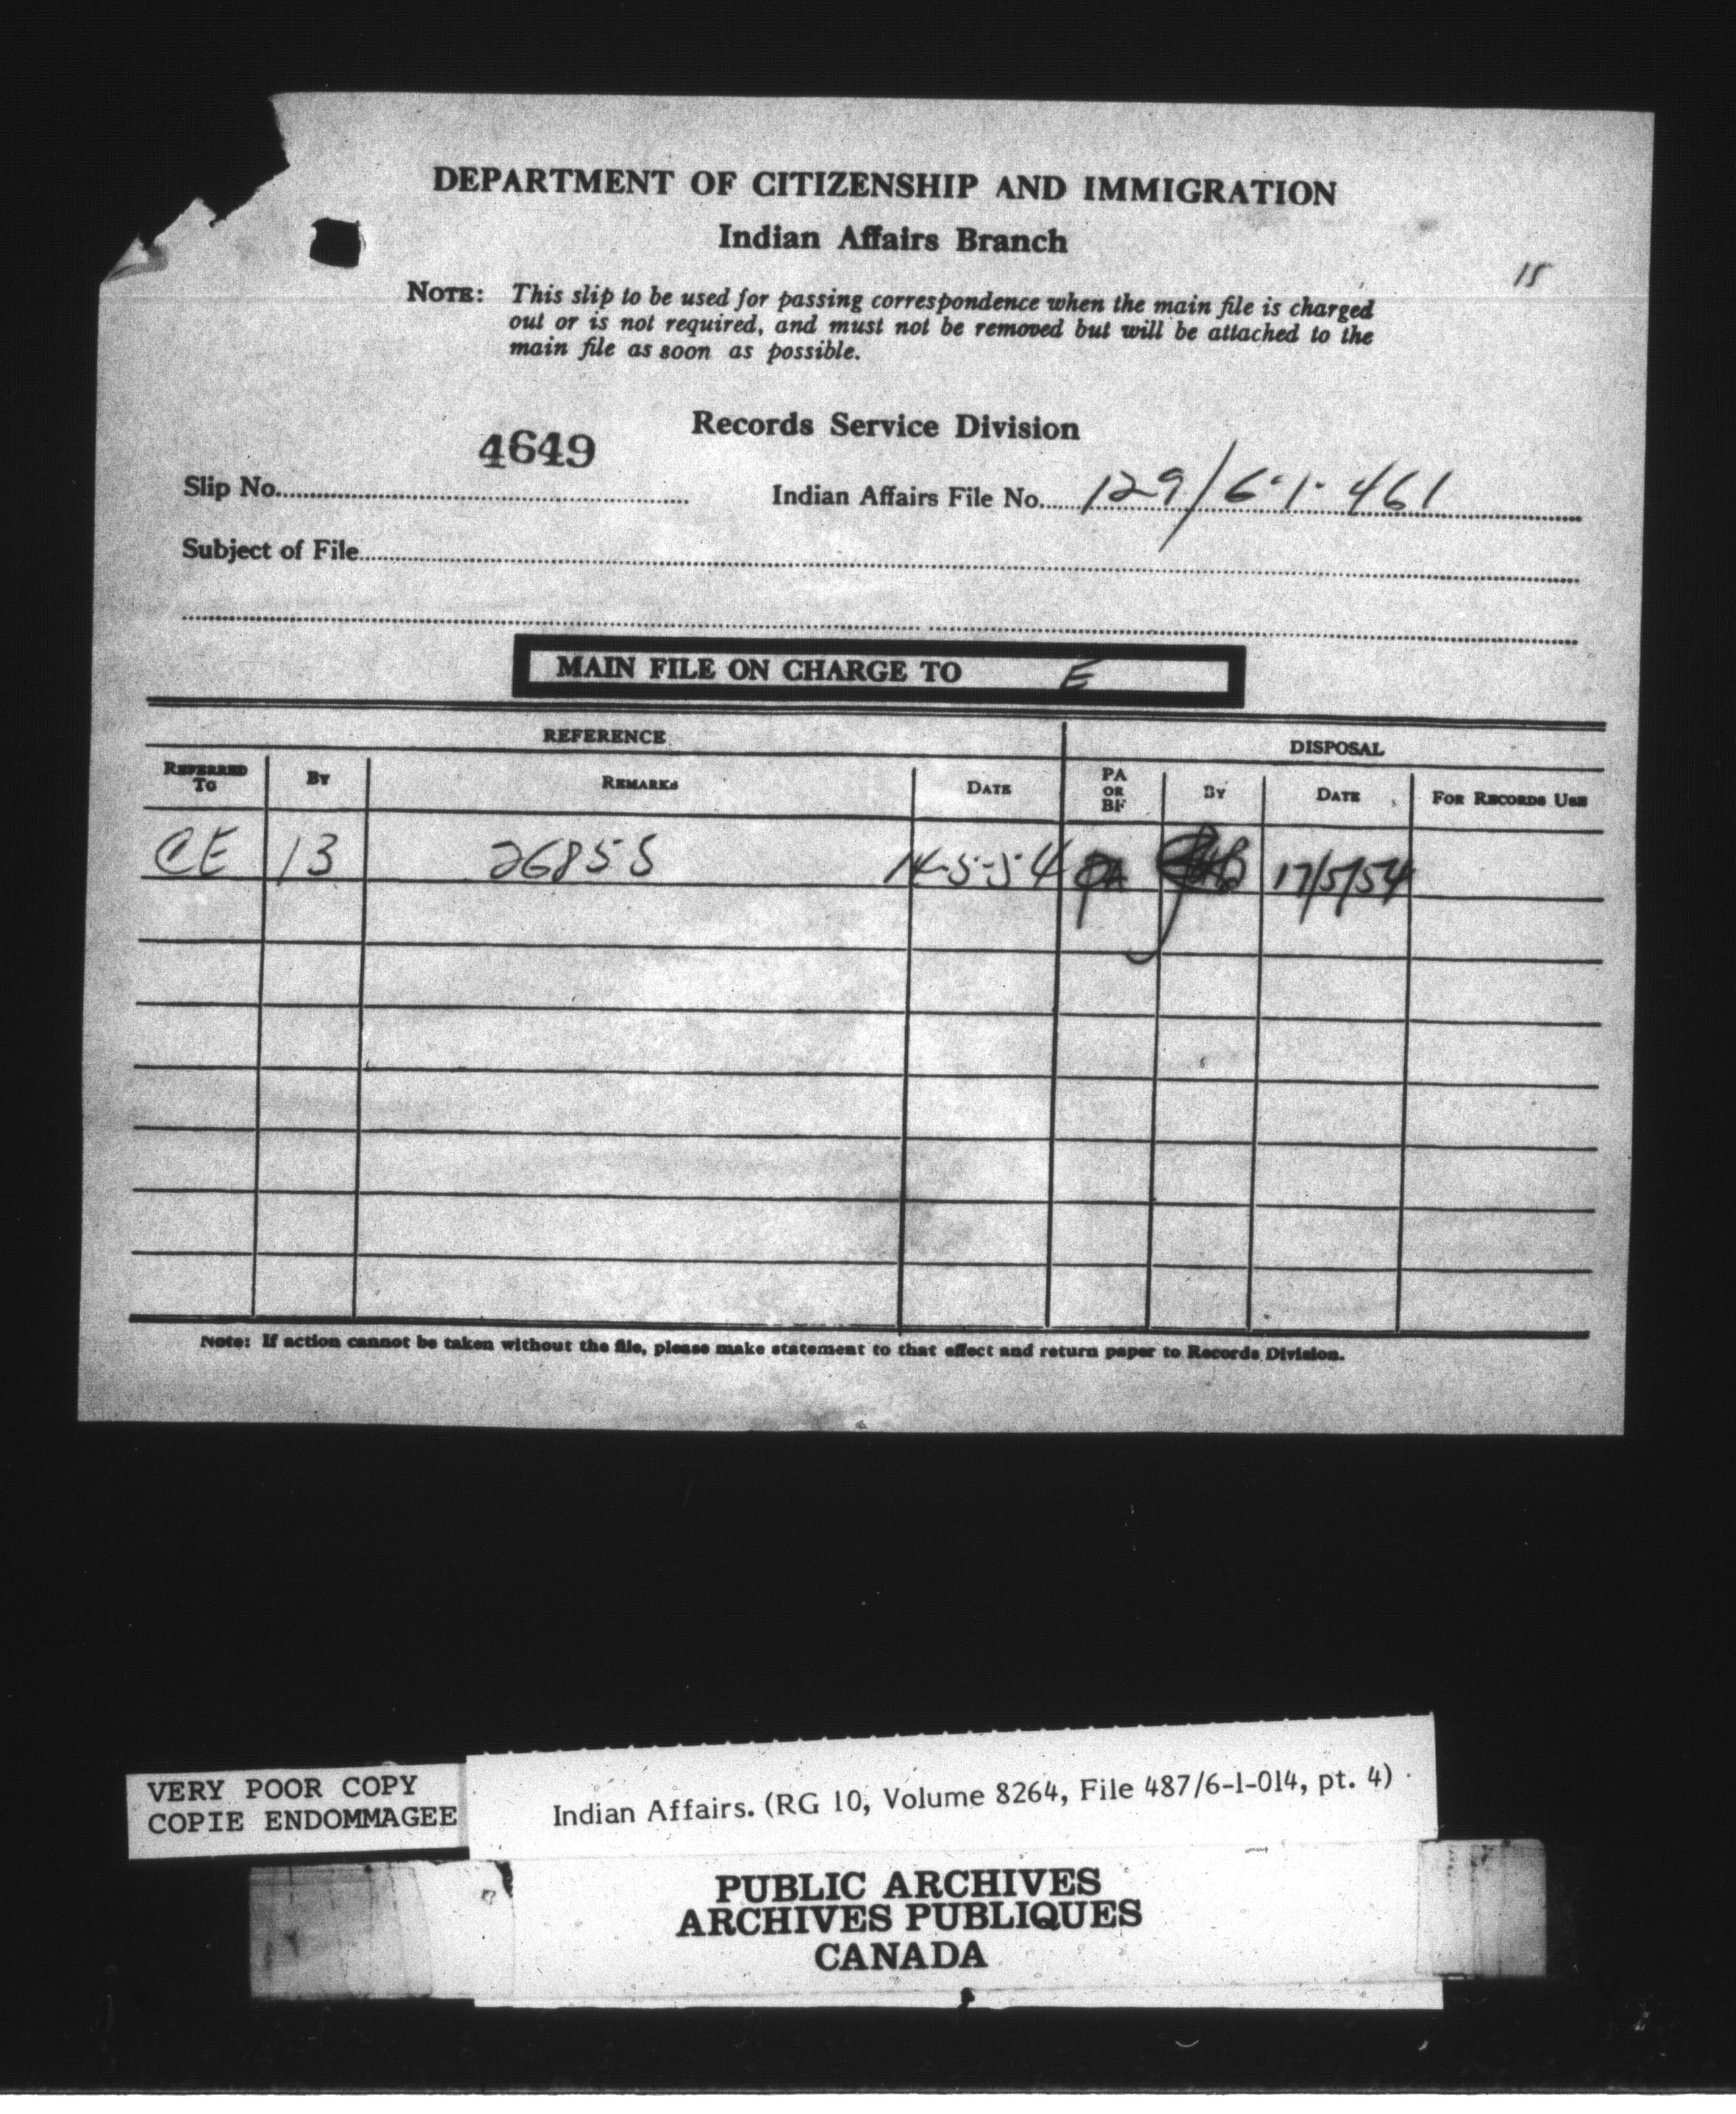 DEPARTMENT OF CITIZENSHIP AND IMMIGRATION
Indian Affairs Branch
15
NOTE: This slip to be used for passing correspondence when the main file is charged
out or is not required, and must not be removed but will be attached to the
main file as soon as possible.
Records Service Division
4649
Slip No. Indian Affairs File No. 129/6-1-461
Subject of File
MAIN FILE ON CHARGE TO E
REFERENCE DISPOSAL
REFERRED TO BY REMARKS DATE PA OR BF BY DATE FOR RECORDS USE
CE 13 26855 14-5-54 PA 17/5/54
Note: If action cannot be taken without the file, please make statement to that effect and return paper to Records Division.
VERY POOR COPY
COPIE ENDOMMAGEE
Indian Affairs. (RG 10, Volume 8264, File 487/6-1-014, pt. 4)
PUBLIC ARCHIVES
ARCHIVES PUBLIQUES
CANADA